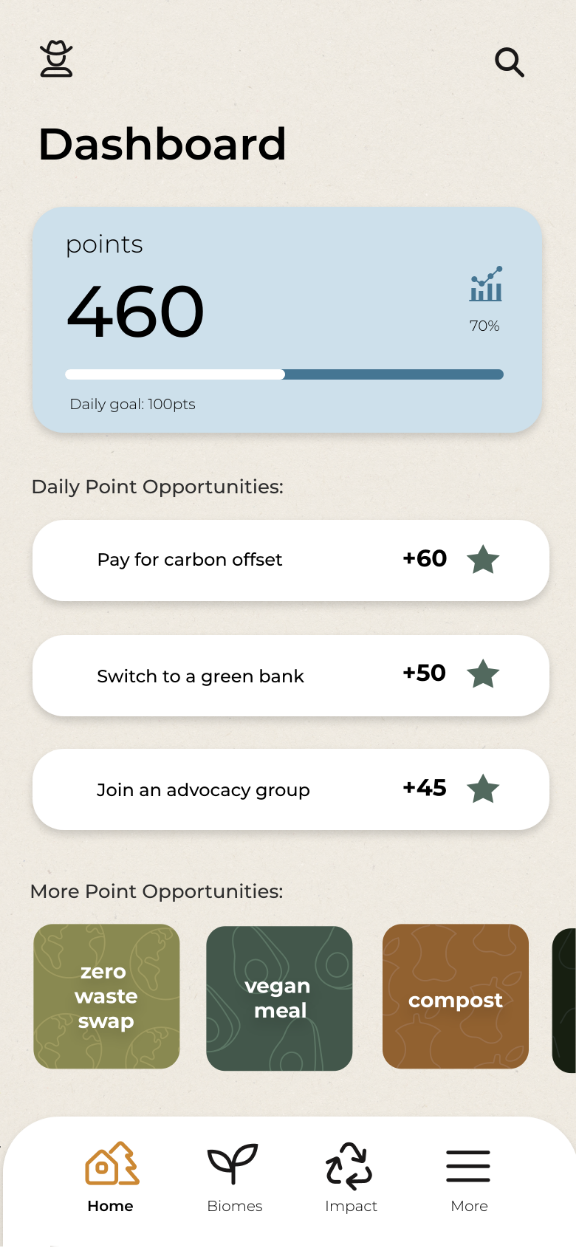 Dashboard
points
460
70%
Daily goal: 100pts
Daily Point Opportunities:
Pay for carbon offset +60
Switch to a green bank +50
Join an advocacy group +45
More Point Opportunities:
zero
waste
swap
vegan
meal
compost
Home Biomes Impact More